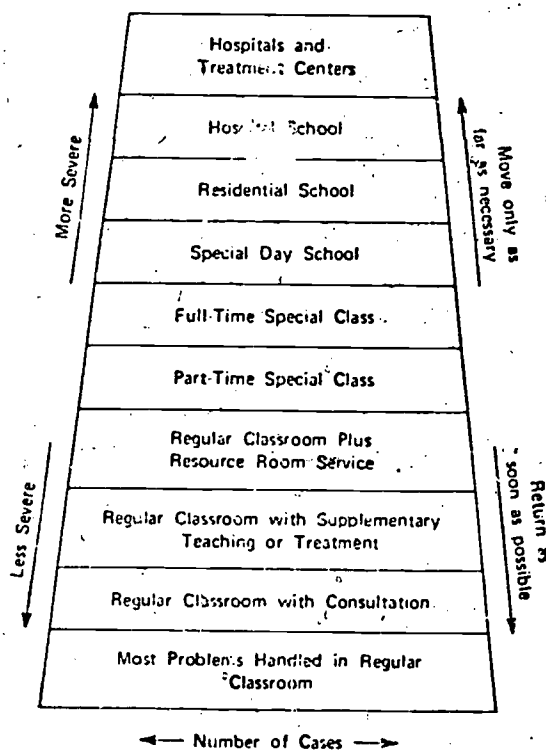 Hospitals and
Treatment Centers
Hospital School
Residential School
Special Day School
Full-Time Special Class
Part-Time Special Class
Regular Classroom Plus
Resource Room Service
Regular Classroom with Supplementary
Teaching or Treatment
Regular Classroom with Consultation
Most Problems Handled in Regular
Classroom
More Severe
Less Severe
Move only as
far as necessary
Return as
soon as possible
Number of Cases